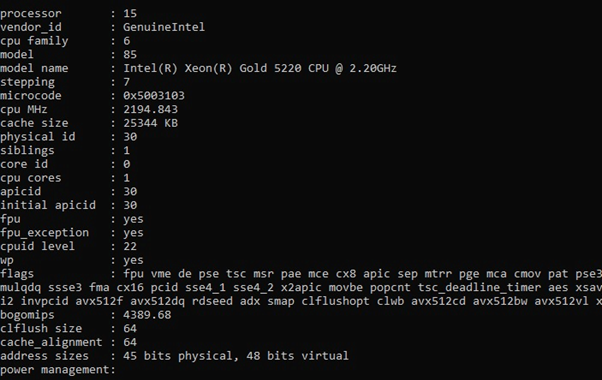 processor : 15
vendor_id : GenuineIntel
cpu family : 6
model : 85
model name : Intel(R) Xeon(R) Gold 5220 CPU @ 2.20GHz
stepping : 7
microcode : 0x5003103
cpu MHz : 2194.843
cache size : 25344 KB
physical id : 30
siblings : 1
core id : 0
cpu cores : 1
apicid : 30
initial apicid : 30
fpu : yes
fpu_exception : yes
cpuid level : 22
wp : yes
flags : fpu vme de pse tsc msr pae mce cx8 apic sep mtrr pge mca cmov pat pse3
mulqdq ssse3 fma cx16 pcid sse4_1 sse4_2 x2apic movbe popcnt tsc_deadline_timer aes xsav
i2 invpcid avx512f avx512dq rdseed adx smap clflushopt clwb avx512cd avx512bw avx512vl x
bogomips : 4389.68
clflush size : 64
cache_alignment : 64
address sizes : 45 bits physical, 48 bits virtual
power management: